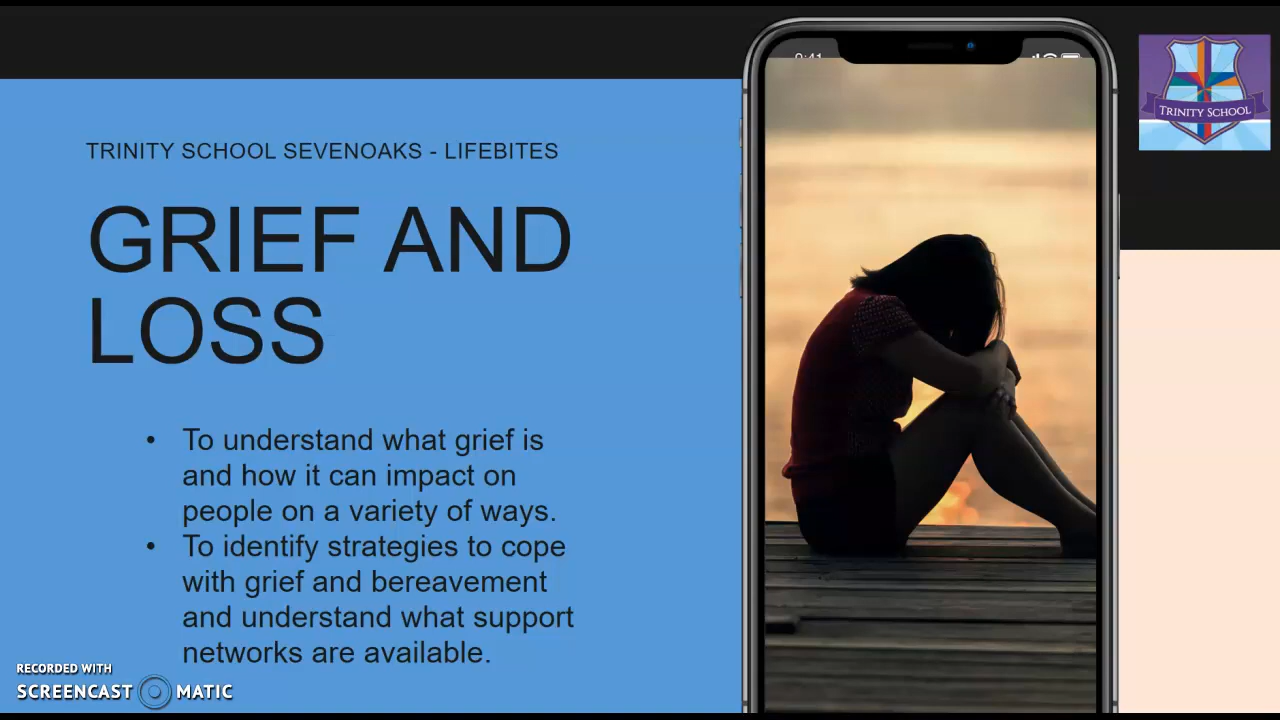 TRINITY SCHOOL SEVENOAKS - LIFEBITES
GRIEF AND
LOSS
• To understand what grief is
and how it can impact on
people on a variety of ways.
• To identify strategies to cope
with grief and bereavement
and understand what support
networks are available.
9:41
TRINITY SCHOOL
RECORDED WITH
SCREENCAST MATIC